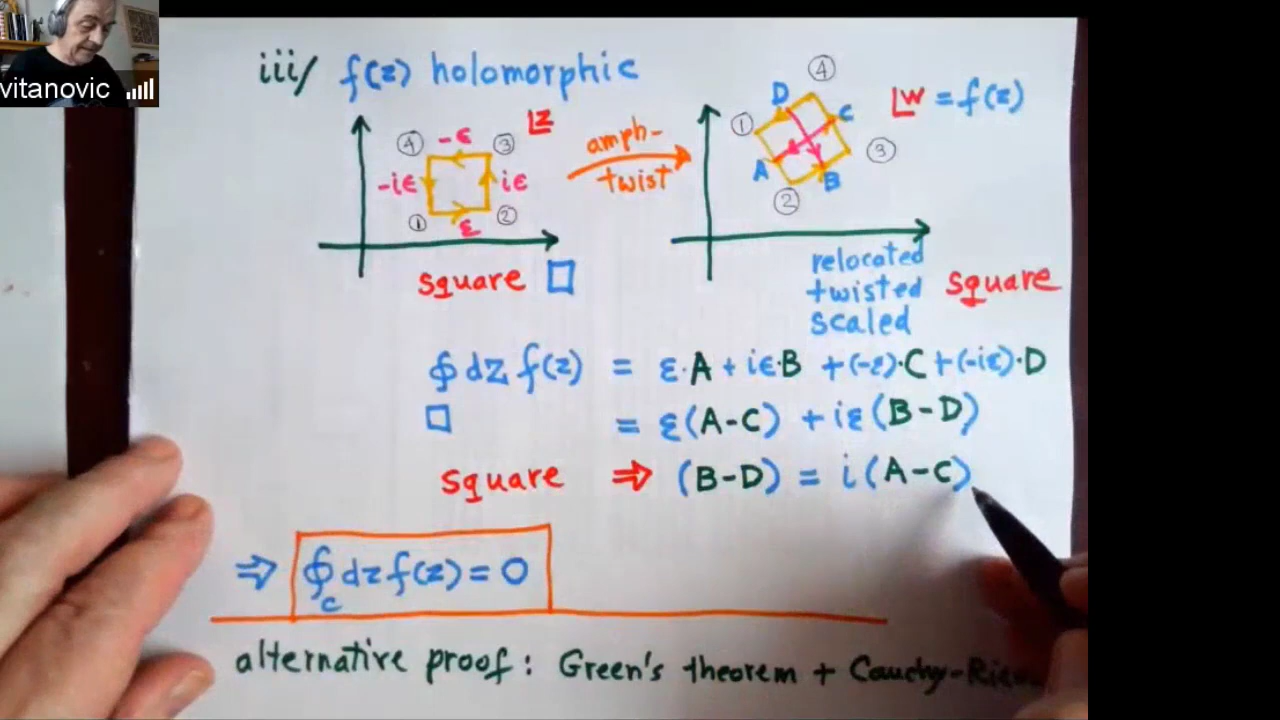 vitanovic
iii/ f(z) holomorphic
④ -ε ③ z
-iε iε
① ε ②
square □
amph-
twist
④
D C w = f(z)
① ③
A B
②
relocated
twisted square
scaled
∮ dz f(z) = ε·A + iε·B + (-ε)·C + (-iε)·D
□ = ε(A-C) + iε(B-D)
square ⇒ (B-D) = i(A-C)
⇒ ∮ dz f(z) = 0
c
alternative proof: Green's theorem + Cauchy-